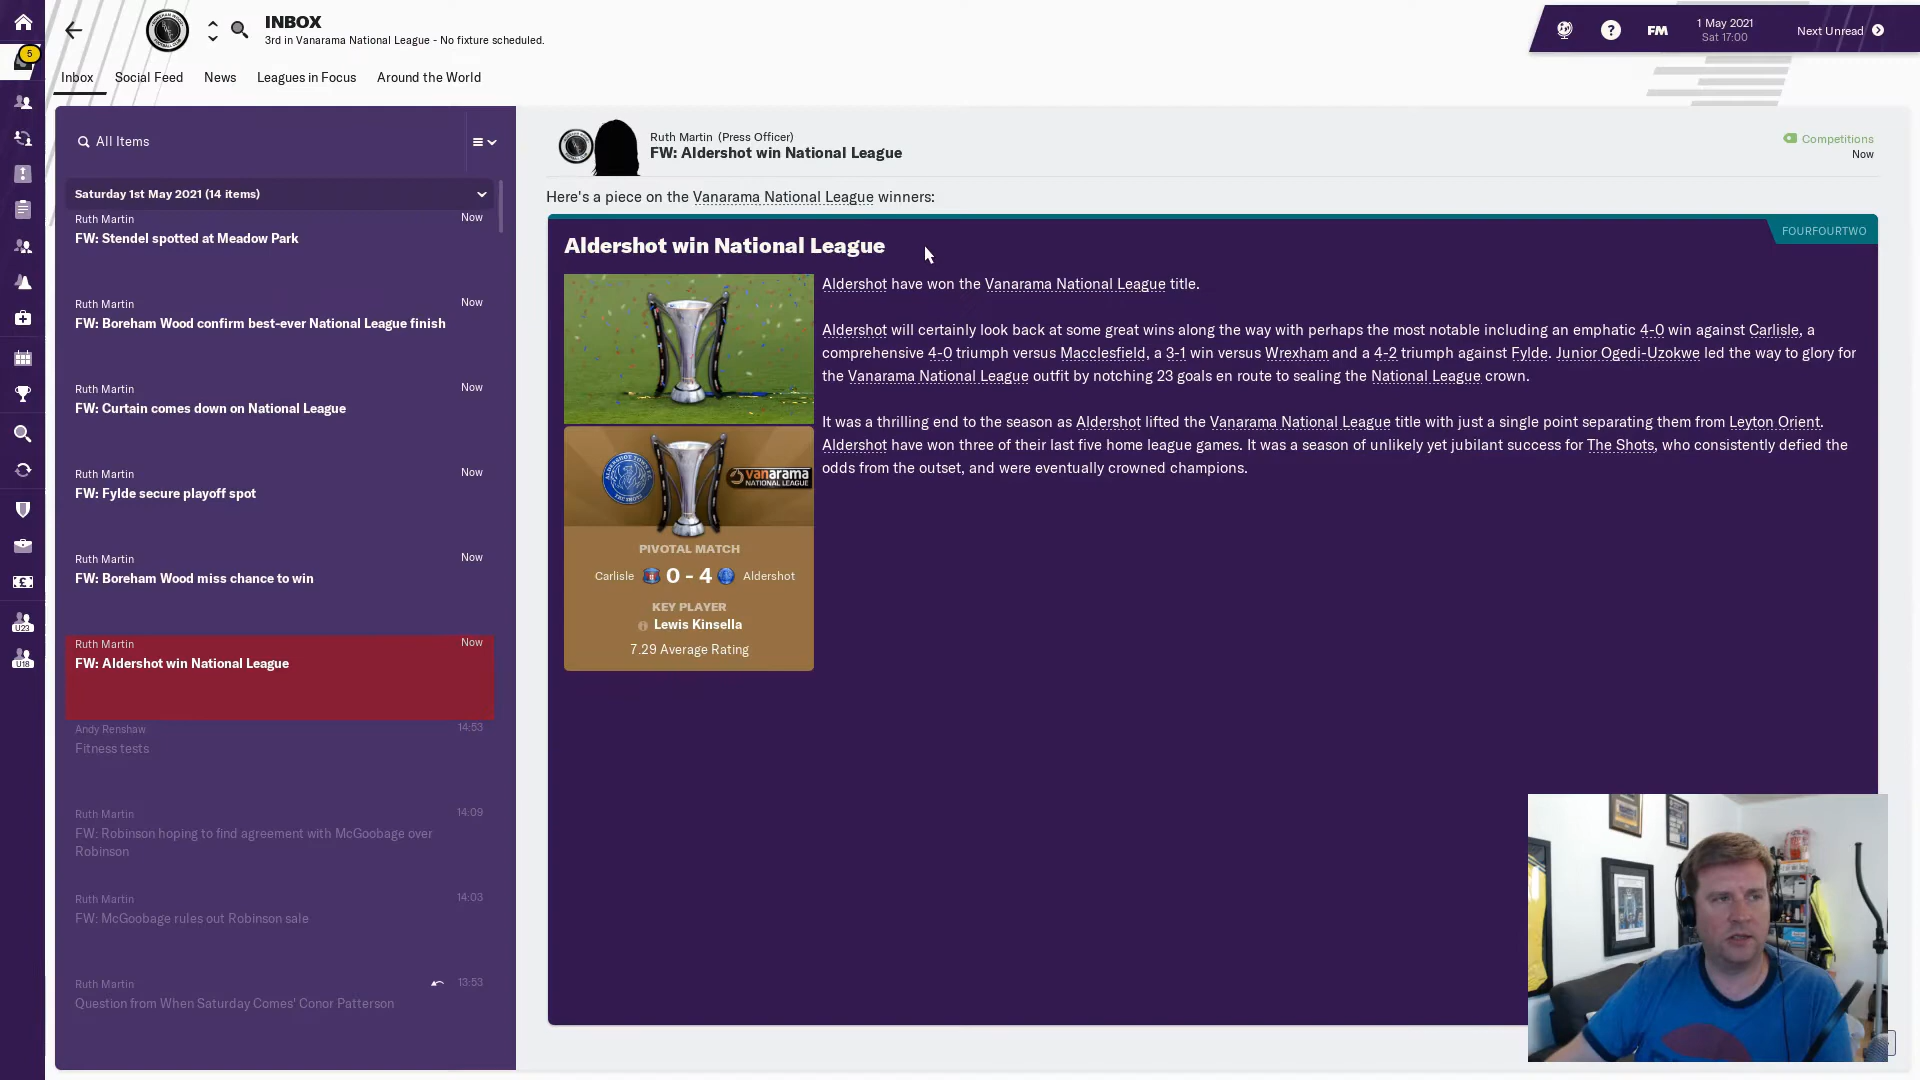 INBOX
3rd in Vanarama National League - No fixture scheduled.
FM
1 May 2021
Sat 17:00
Next Unread
5
Inbox
Social Feed
News
Leagues in Focus
Around the World
All Items
Saturday 1st May 2021 (14 items)
Ruth Martin
Now
FW: Stendel spotted at Meadow Park
Ruth Martin
Now
FW: Boreham Wood confirm best-ever National League finish
Ruth Martin
Now
FW: Curtain comes down on National League
Ruth Martin
Now
FW: Fylde secure playoff spot
Ruth Martin
Now
FW: Boreham Wood miss chance to win
Ruth Martin
Now
FW: Aldershot win National League
Andy Renshaw
14:53
Fitness tests
Ruth Martin
14:09
FW: Robinson hoping to find agreement with McGoobage over
Robinson
Ruth Martin
14:03
FW: McGoobage rules out Robinson sale
Ruth Martin
13:53
Question from When Saturday Comes' Conor Patterson
U23
U18
Ruth Martin (Press Officer)
FW: Aldershot win National League
Competitions
Now
Here's a piece on the Vanarama National League winners:
FOURFOURTWO
Aldershot win National League
Aldershot have won the Vanarama National League title.
Aldershot will certainly look back at some great wins along the way with perhaps the most notable including an emphatic 4-0 win against Carlisle, a
comprehensive 4-0 triumph versus Macclesfield, a 3-1 win versus Wrexham and a 4-2 triumph against Fylde. Junior Ogedi-Uzokwe led the way to glory for
the Vanarama National League outfit by notching 23 goals en route to sealing the National League crown.
It was a thrilling end to the season as Aldershot lifted the Vanarama National League title with just a single point separating them from Leyton Orient.
Aldershot have won three of their last five home league games. It was a season of unlikely yet jubilant success for The Shots, who consistently defied the
odds from the outset, and were eventually crowned champions.
vanarama
NATIONAL LEAGUE
PIVOTAL MATCH
Carlisle 0 - 4 Aldershot
KEY PLAYER
Lewis Kinsella
7.29 Average Rating